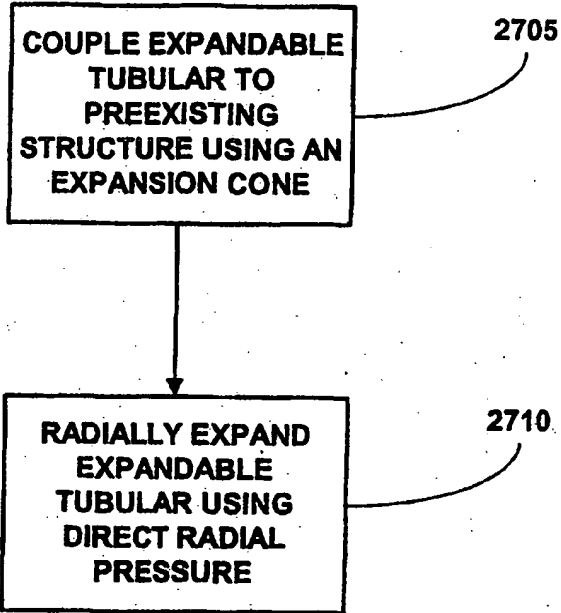 COUPLE EXPANDABLE
TUBULAR TO
PREEXISTING
STRUCTURE USING AN
EXPANSION CONE
2705
RADIALLY EXPAND
EXPANDABLE
TUBULAR USING
DIRECT RADIAL
PRESSURE
2710